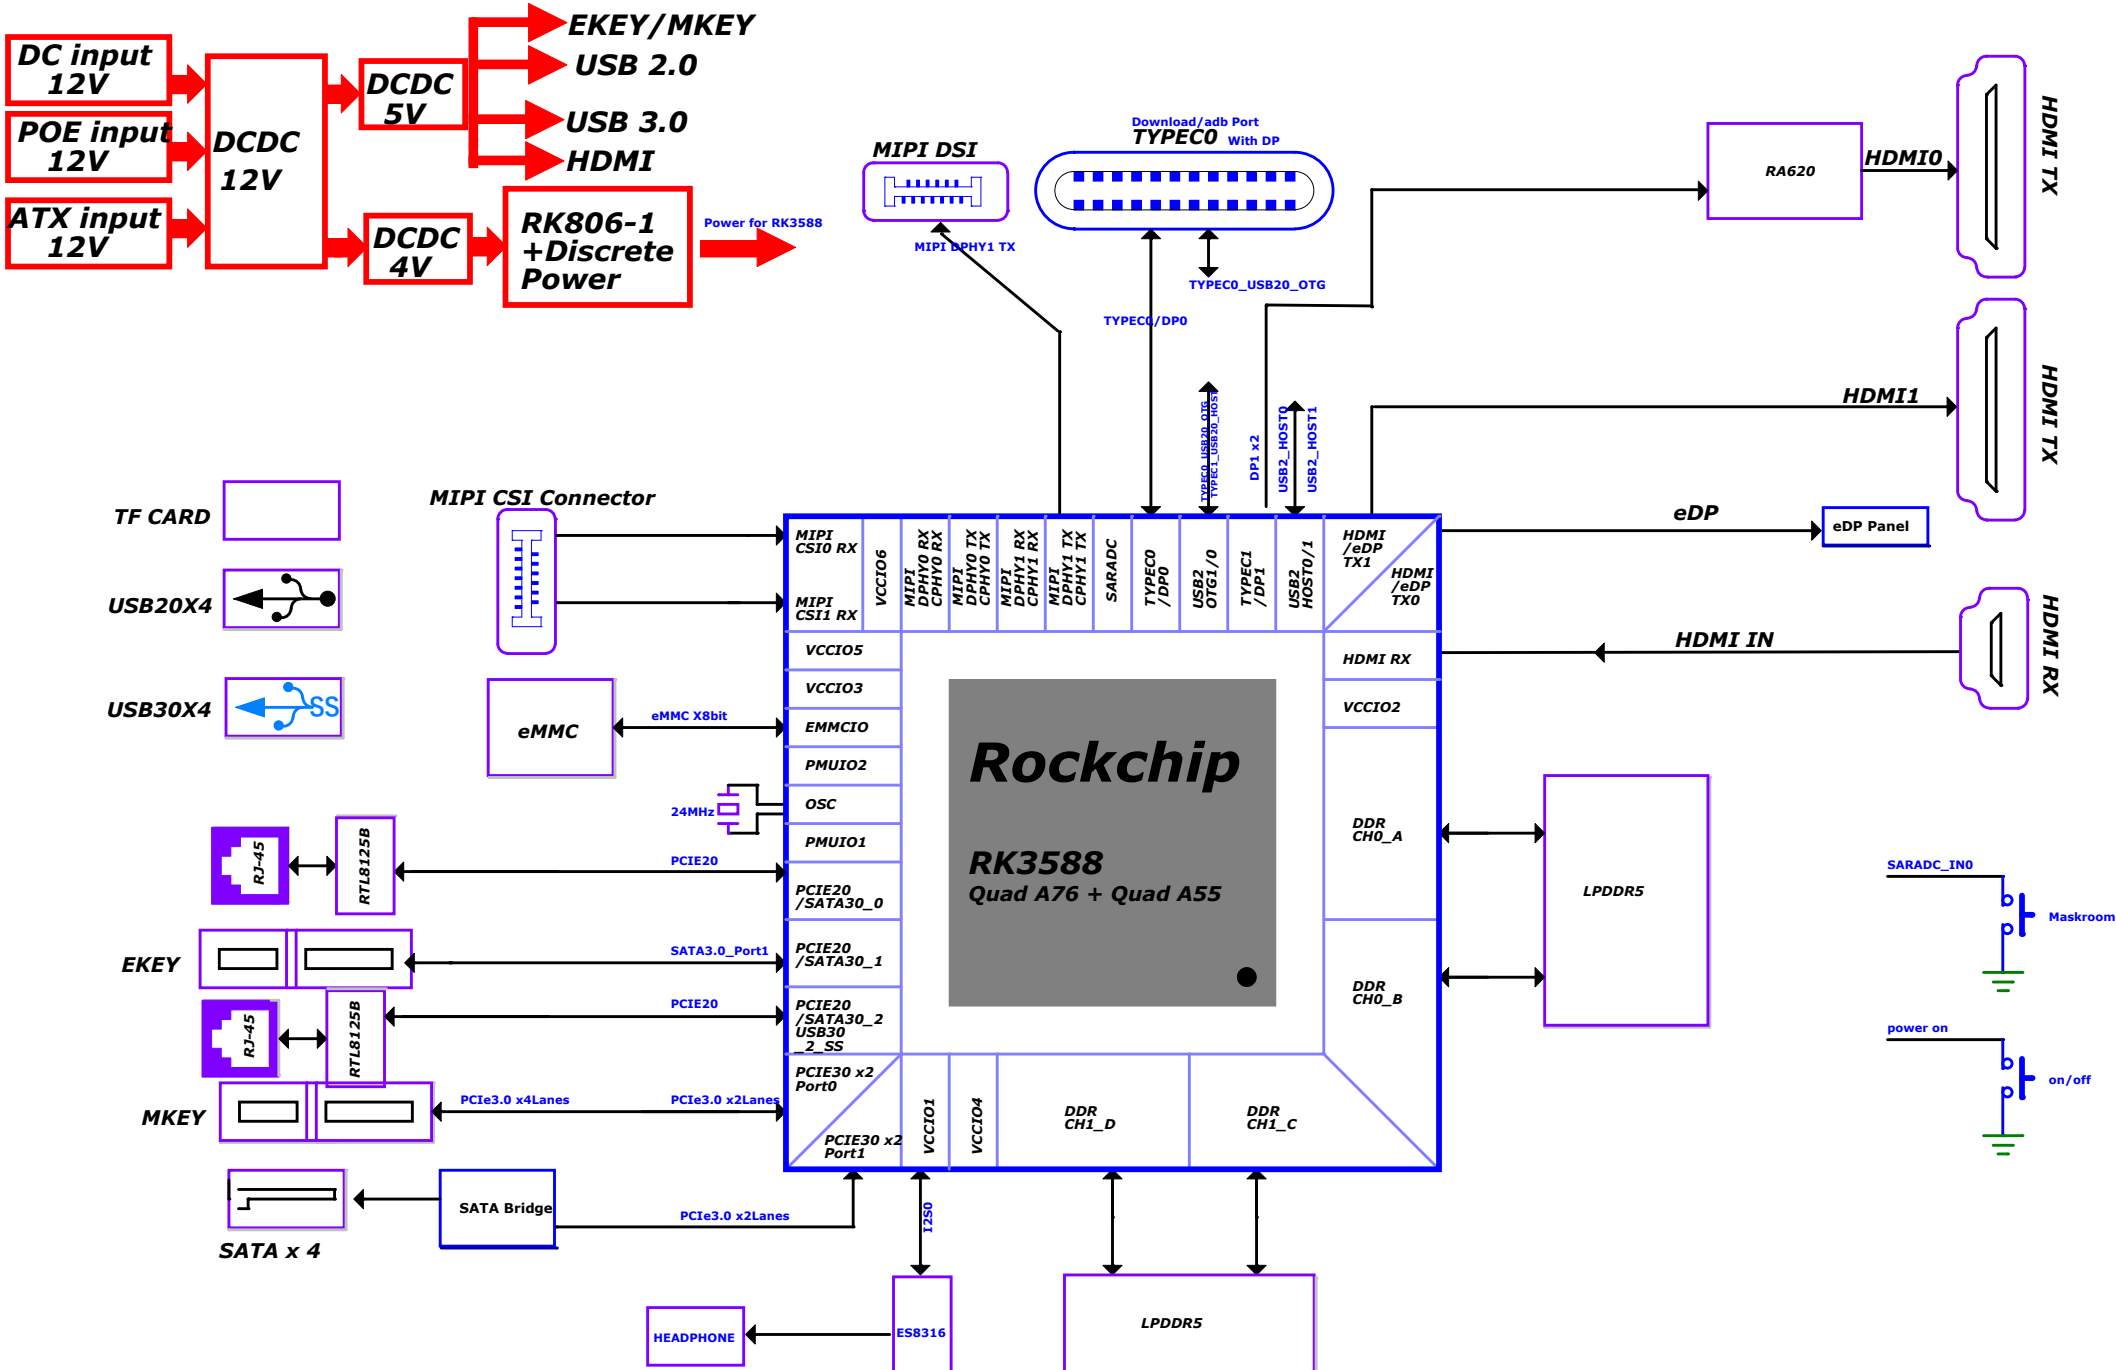 DC input
12V
POE input
12V
ATX input
12V
DCDC
12V
DCDC
5V
DCDC
4V
EKEY/MKEY
USB 2.0
USB 3.0
HDMI
RK806-1
+Discrete
Power
Power for RK3588
MIPI DSI
MIPI DPHY1 TX
Download/adb Port
TYPEC0 With DP
TYPEC0_USB20_OTG
TYPEC0/DP0
TYPEC0_USB20_OTG
TYPEC1_USB20_HOST
DP1 x2
USB2_HOST0
USB2_HOST1
RA620
HDMI0
HDMI TX
HDMI1
HDMI TX
eDP
eDP Panel
HDMI IN
HDMI RX
TF CARD
USB20X4
USB30X4
SS
MIPI CSI Connector
eMMC
eMMC X8bit
24MHz
RJ-45
RTL8125B
PCIE20
EKEY
SATA3.0_Port1
RJ-45
RTL8125B
PCIE20
MKEY
PCIe3.0 x4Lanes
PCIe3.0 x2Lanes
SATA x 4
SATA Bridge
PCIe3.0 x2Lanes
MIPI
CSI0 RX
MIPI
CSI1 RX
VCCIO6
MIPI
DPHY0 RX
CPHY0 RX
MIPI
DPHY0 TX
CPHY0 TX
MIPI
DPHY1 RX
CPHY1 RX
MIPI
DPHY1 TX
CPHY1 TX
SARADC
TYPEC0
/DP0
USB2
OTG1/0
TYPEC1
/DP1
USB2
HOST0/1
HDMI
/eDP
TX1
HDMI
/eDP
TX0
VCCIO5
VCCIO3
EMMCIO
PMUIO2
OSC
PMUIO1
PCIE20
/SATA30_0
PCIE20
/SATA30_1
PCIE20
/SATA30_2
USB30
_2_SS
PCIE30 x2
Port0
PCIE30 x2
Port1
VCCIO1
VCCIO4
DDR
CH1_D
DDR
CH1_C
HDMI RX
VCCIO2
DDR
CH0_A
DDR
CH0_B
Rockchip
RK3588
Quad A76 + Quad A55
LPDDR5
SARADC_IN0
Maskroom
power on
on/off
I2S0
HEADPHONE
ES8316
LPDDR5